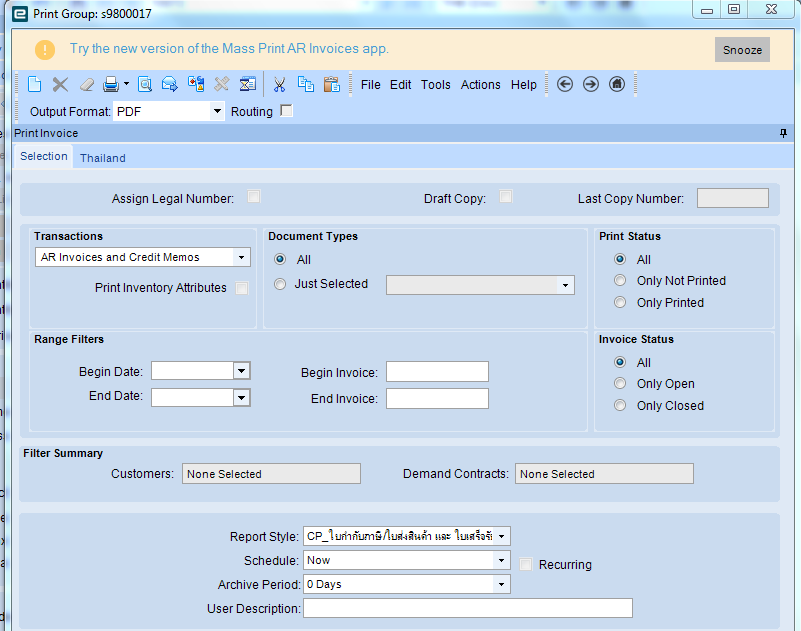 Print Group: s9800017
Try the new version of the Mass Print AR Invoices app.
Snooze
File Edit Tools Actions Help
Output Format: PDF Routing
Print Invoice
Selection Thailand
Assign Legal Number: Draft Copy: Last Copy Number:
Transactions Document Types Print Status
AR Invoices and Credit Memos All All
Print Inventory Attributes Just Selected Only Not Printed
Only Printed
Range Filters Invoice Status
Begin Date: Begin Invoice: All
End Date: End Invoice: Only Open
Only Closed
Filter Summary
Customers: None Selected Demand Contracts: None Selected
Report Style: CP_ใบกำกับภาษี/ใบส่งสินค้า และ ใบเสร็จรั
Schedule: Now Recurring
Archive Period: 0 Days
User Description: